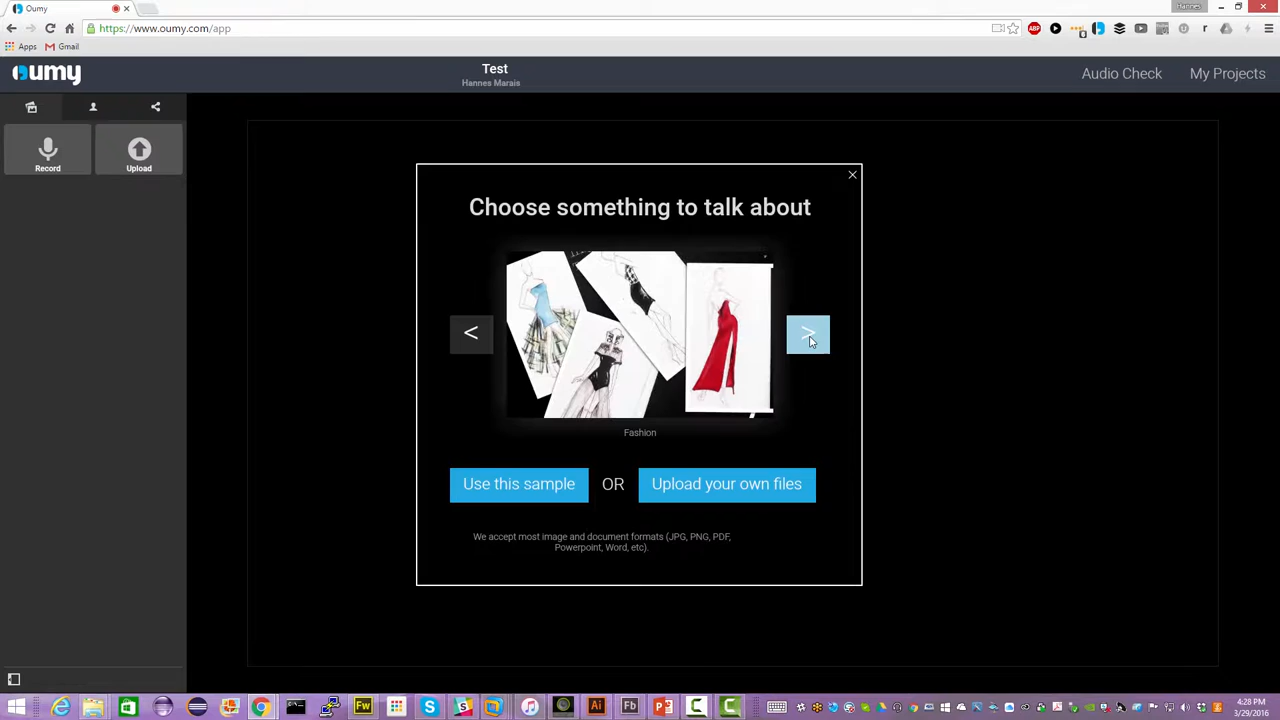 Oumy
Hannes
https://www.oumy.com/app
Apps
Gmail
oumy
Test
Hannes Marais
Audio Check
My Projects
Record
Upload
Choose something to talk about
<
>
Fashion
Use this sample
OR
Upload your own files
We accept most image and document formats (JPG, PNG, PDF,
Powerpoint, Word, etc).
4:28 PM
3/29/2016